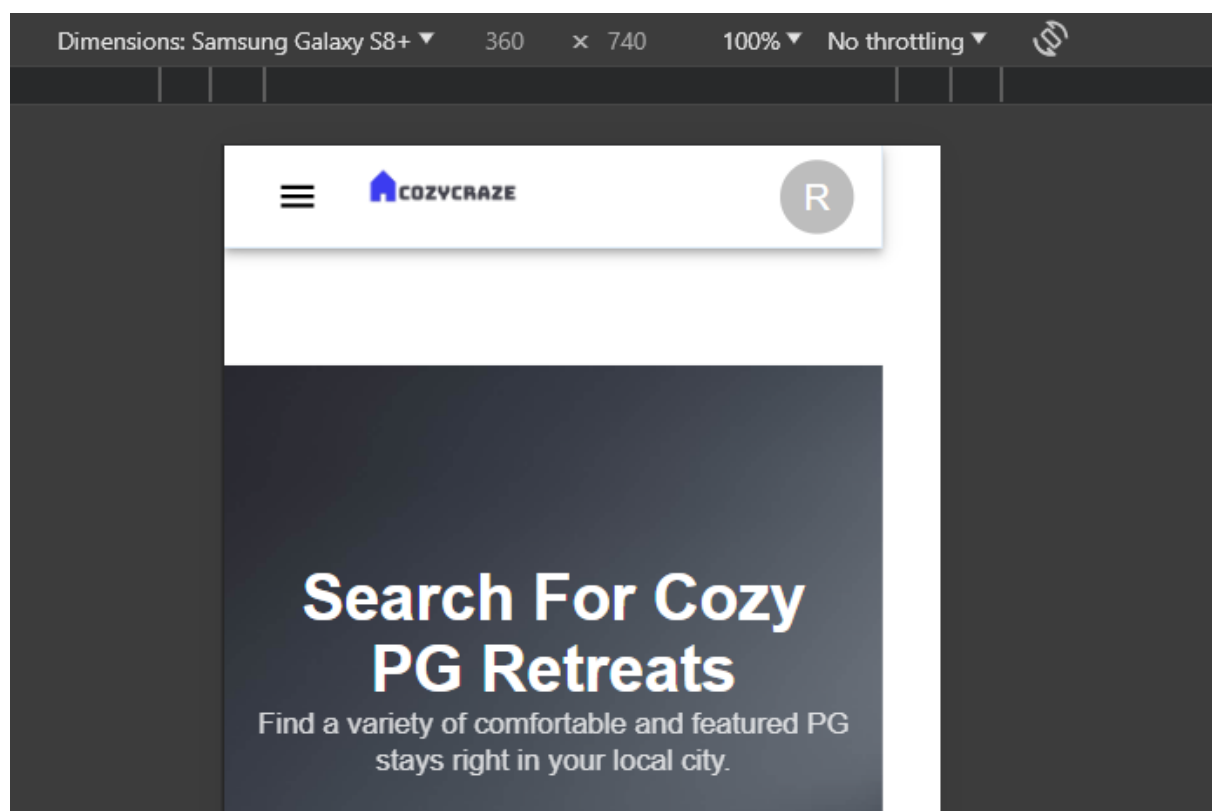 Dimensions: Samsung Galaxy S8+ ▼ 360 × 740 100% ▼ No throttling ▼
COZYCRAZE R
Search For Cozy
PG Retreats
Find a variety of comfortable and featured PG
stays right in your local city.